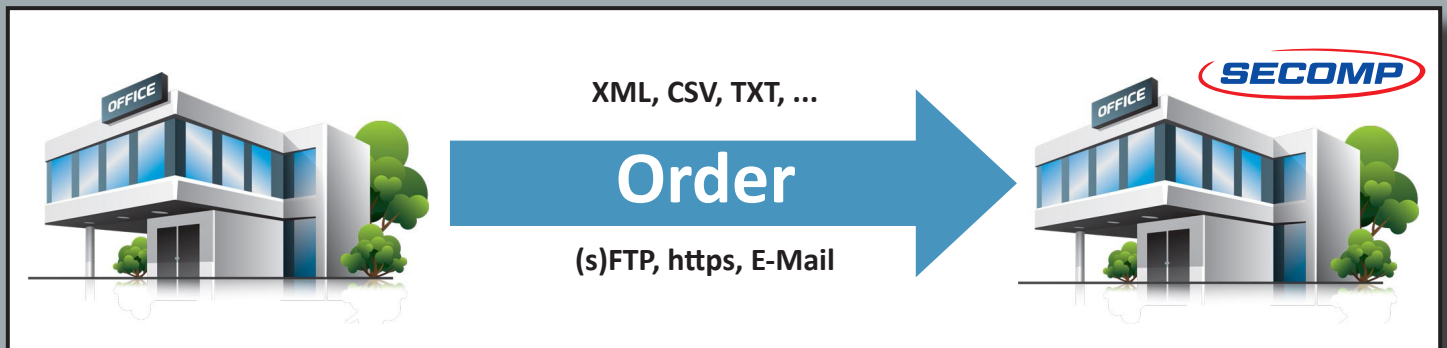 OFFICE
XML, CSV, TXT, ...
Order
(s)FTP, https, E-Mail
OFFICE
SECOMP